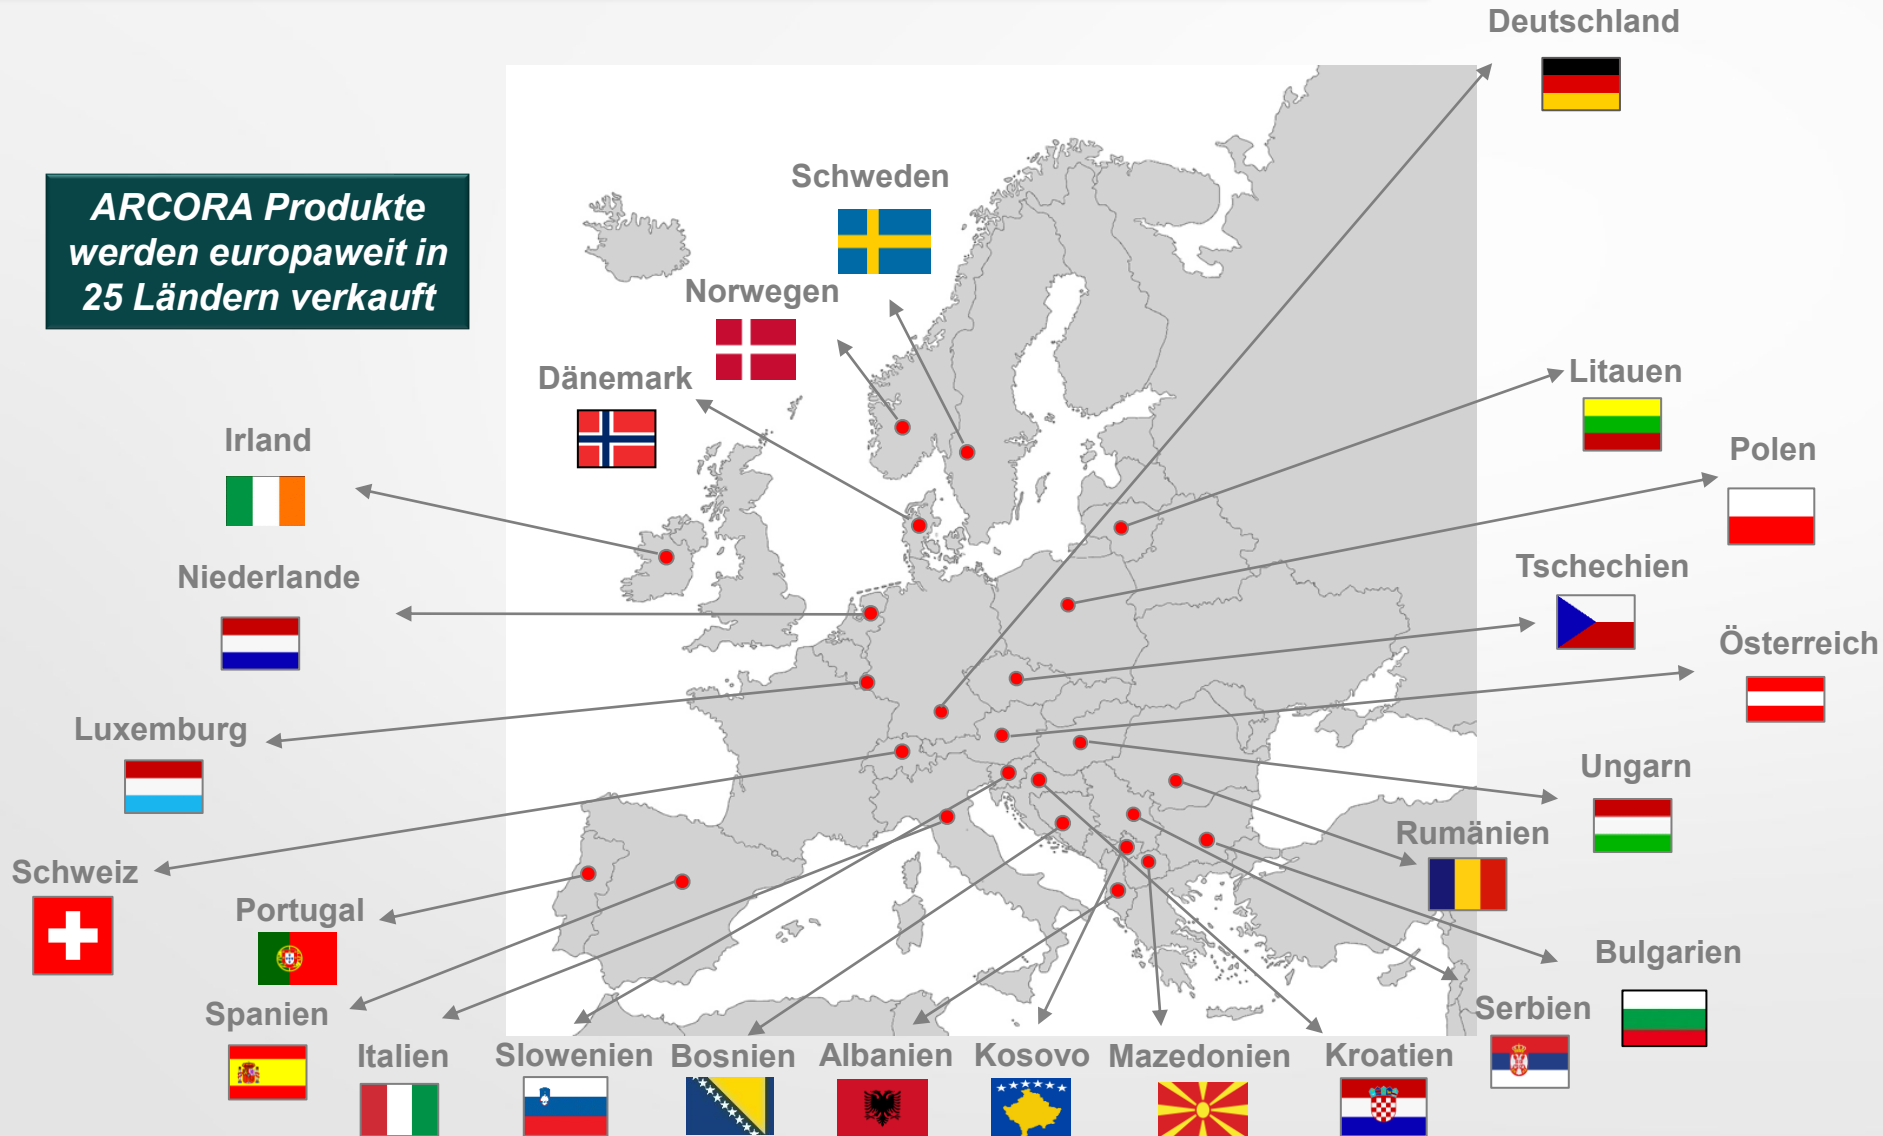 Deutschland
Schweden
ARCORA Produkte
werden europaweit in
25 Ländern verkauft
Norwegen
Dänemark
Litauen
Irland
Polen
Tschechien
Niederlande
Österreich
Luxemburg
Ungarn
Rumänien
Schweiz
Portugal
Bulgarien
Spanien
Serbien
Italien
Slowenien
Bosnien
Albanien
Kosovo
Mazedonien
Kroatien